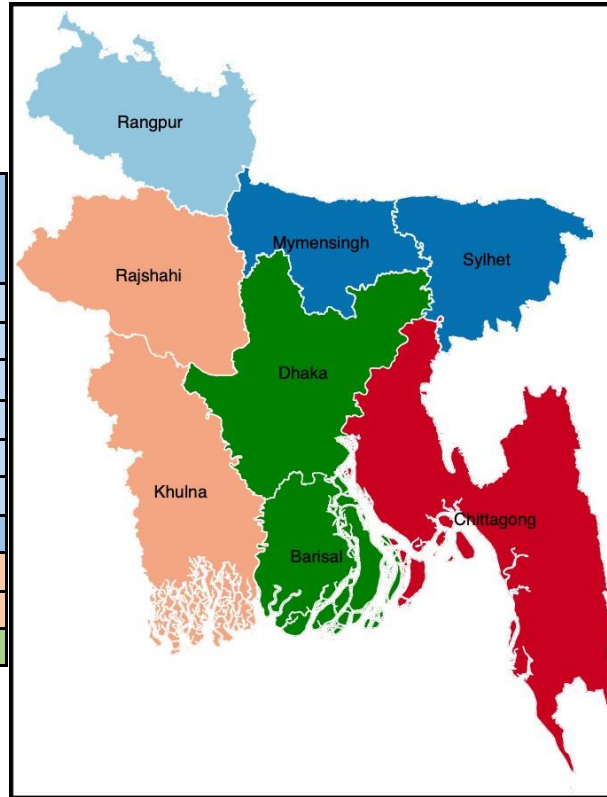 Rangpur
Mymensingh
Sylhet
Rajshahi
Dhaka
Khulna
Chittagong
Barisal